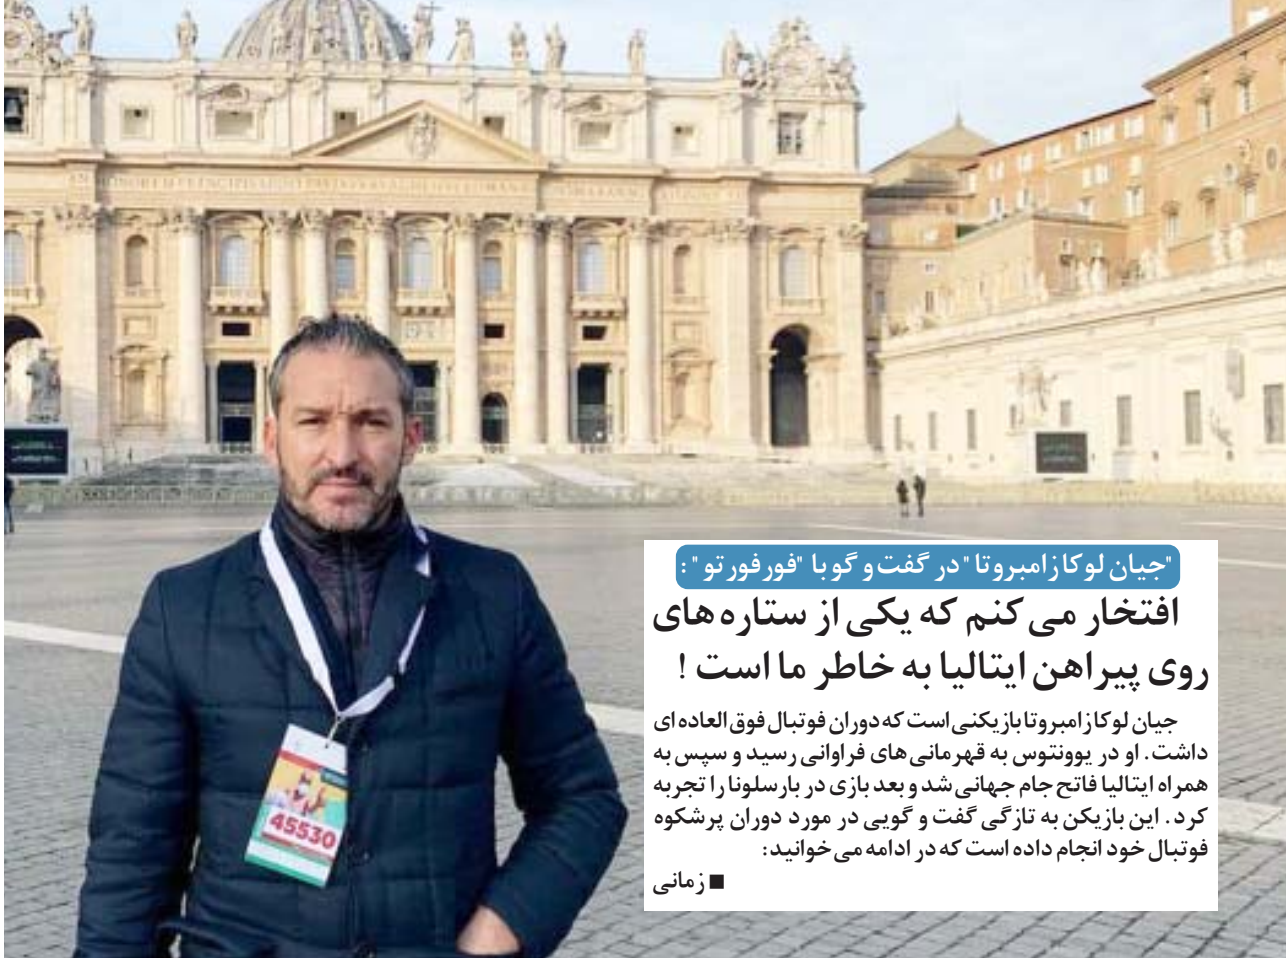 "جیان لوکا زامبروتا " در گفت و گو با "فورفورتو " :
افتخار می کنم که یکی از ستاره های
روی پیراهن ایتالیا به خاطر ما است !
جیان لوکا زامبروتا بازیکنی است که دوران فوتبال فوق العاده ای
داشت. او در یوونتوس به قهرمانی های فراوانی رسید و سپس به
همراه ایتالیا فاتح جام جهانی شد و بعد بازی در بارسلونا را تجربه
کرد. این بازیکن به تازگی گفت و گویی در مورد دوران پرشکوه
فوتبال خود انجام داده است که در ادامه می خوانید:
■ زمانی
45530